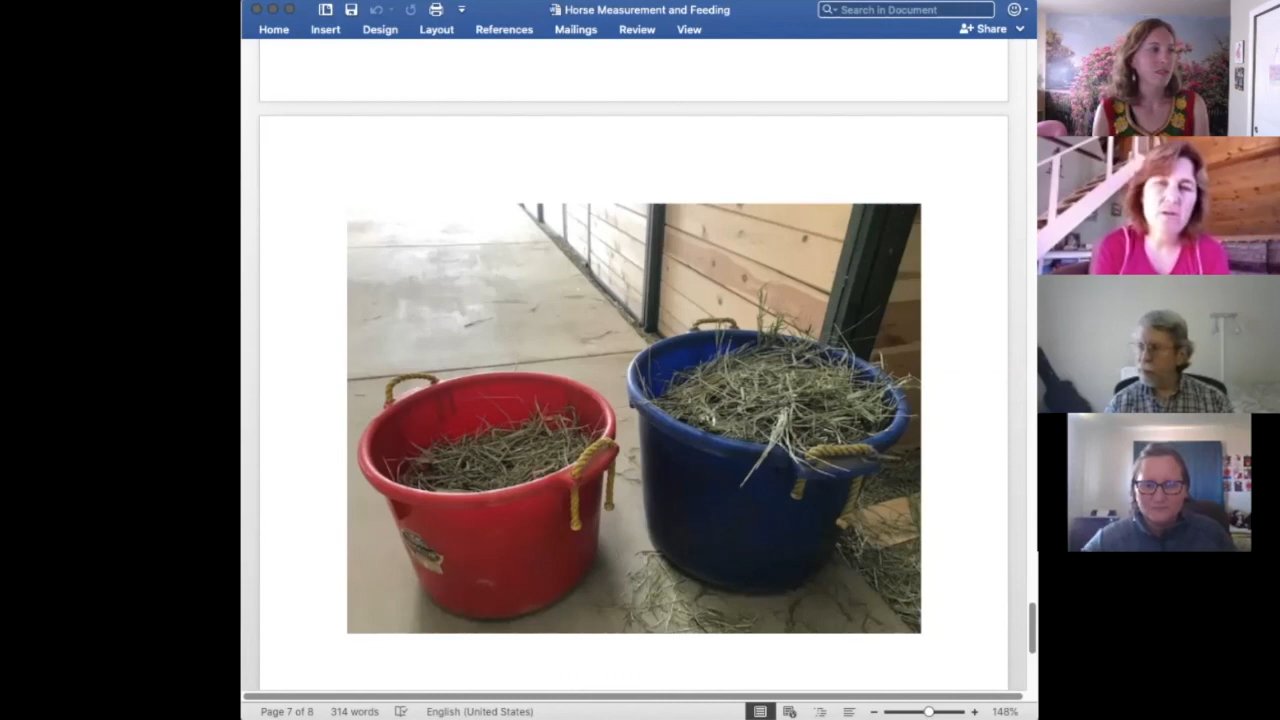 Horse Measurement and Feeding
Search in Document
Home Insert Design Layout References Mailings Review View
Share
Page 7 of 8 314 words English (United States) 148%